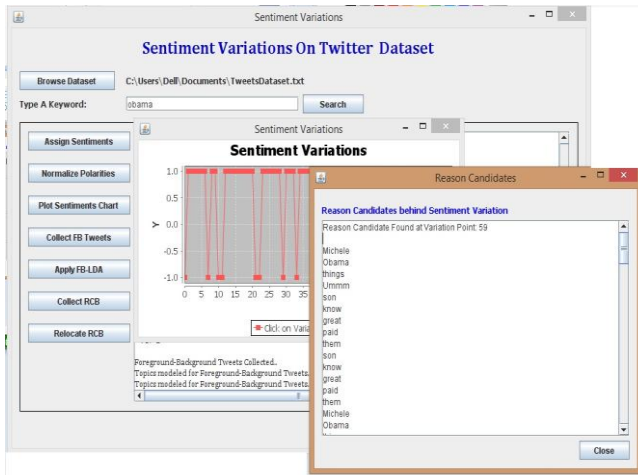 Sentiment Variations
Sentiment Variations On Twitter Dataset
Browse Dataset
C:\Users\Dell\Documents\TweetsDataset.txt
Type A Keyword:
obama
Search
Assign Sentiments
Normalize Polarities
Plot Sentiments Chart
Collect FB Tweets
Apply FB-LDA
Collect RCB
Relocate RCB
Sentiment Variations
Sentiment Variations
Y
1.0
0.5
0.0
-0.5
-1.0
0 5 10 15 20 25 30 35
Click on Varia
Foreground-Background Tweets Collected..
Topics modeled for Foreground-Background Tweets.
Topics modeled for Foreground-Background Tweets.
Reason Candidates
Reason Candidates behind Sentiment Variation
Reason Candidate Found at Variation Point: 59
Michele
Obama
things
Urnmm
son
know
great
paid
them
son
know
great
paid
them
Michele
Obama
Close